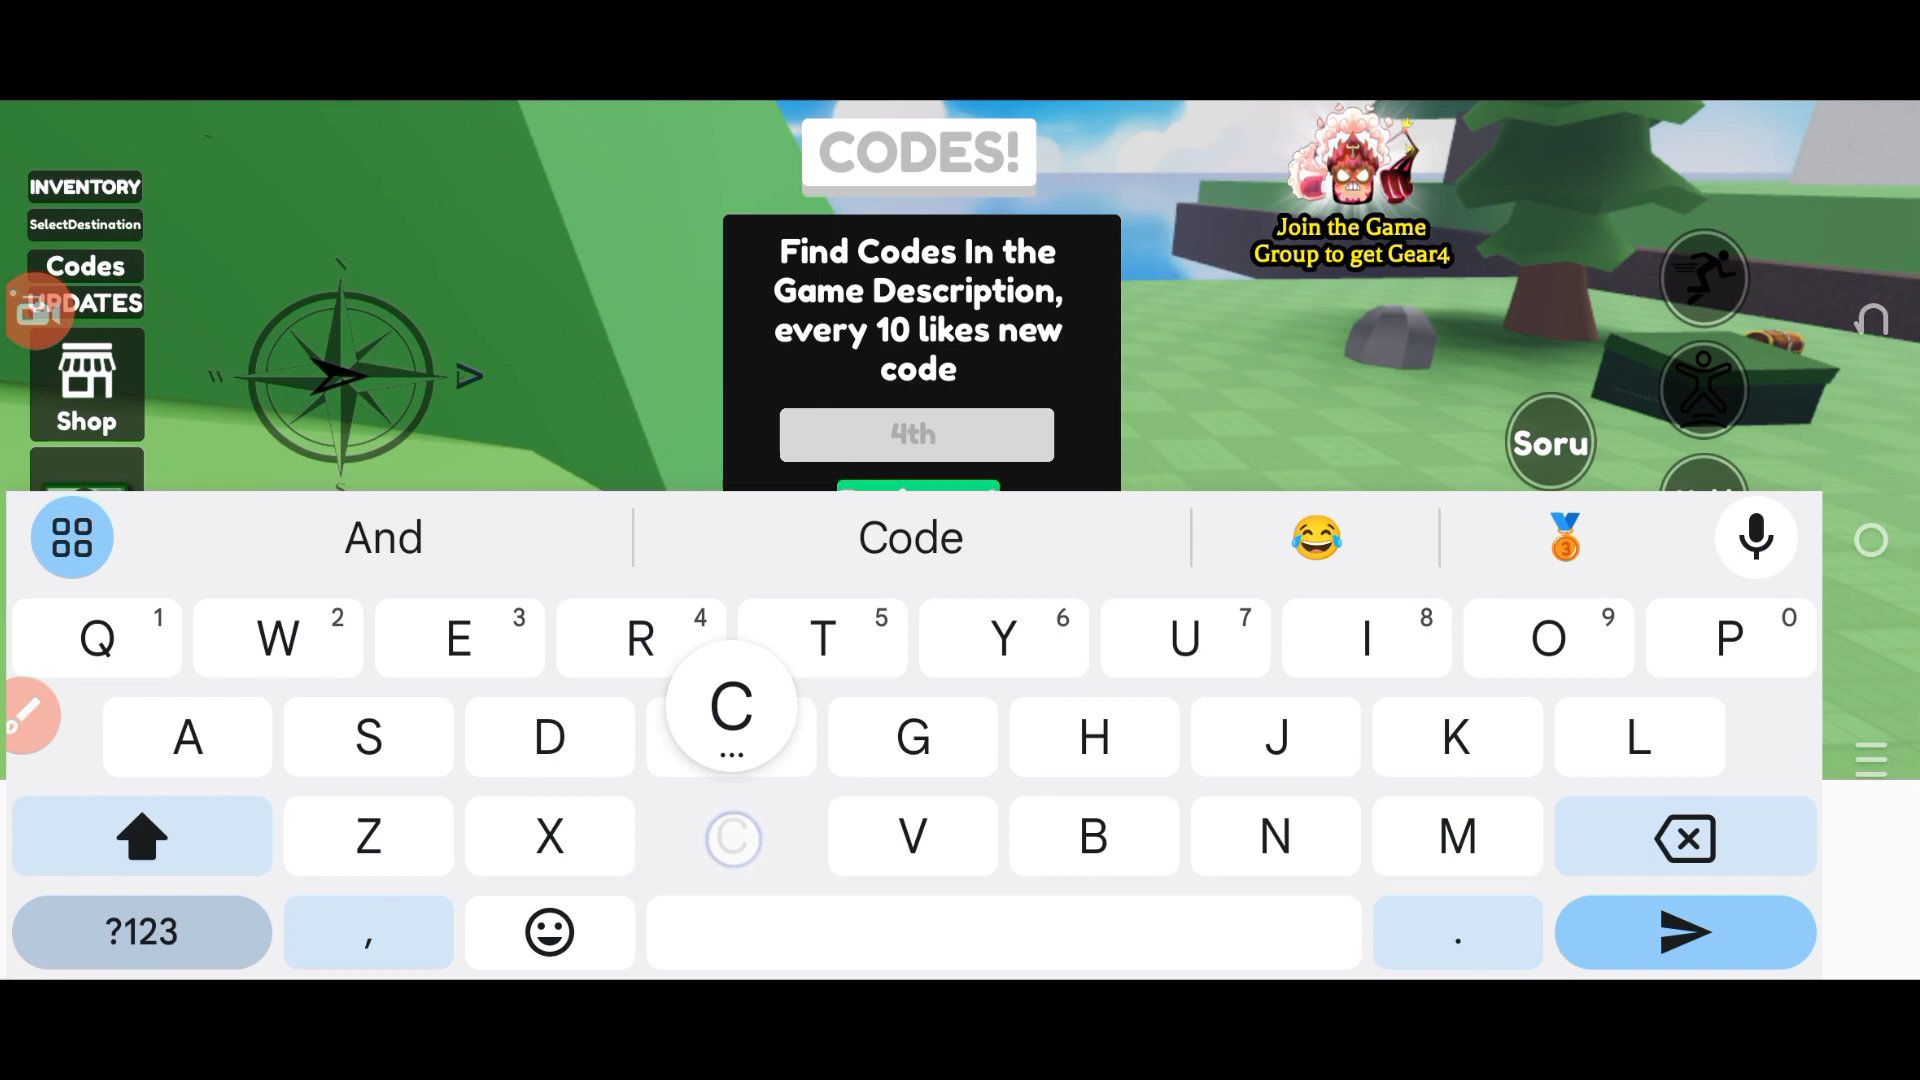 CODES!
INVENTORY
SelectDestination
Codes
UPDATES
Shop
N
W
S
Find Codes In the
Game Description,
every 10 likes new
code
4th
Join the Game
Group to get Gear4
Soru
And
Code
3
Q 1 W 2 E 3 R 4 T 5 Y 6 U 7 I 8 O 9 P 0
C
...
A S D G H J K L
Z X C V B N M
?123 , .